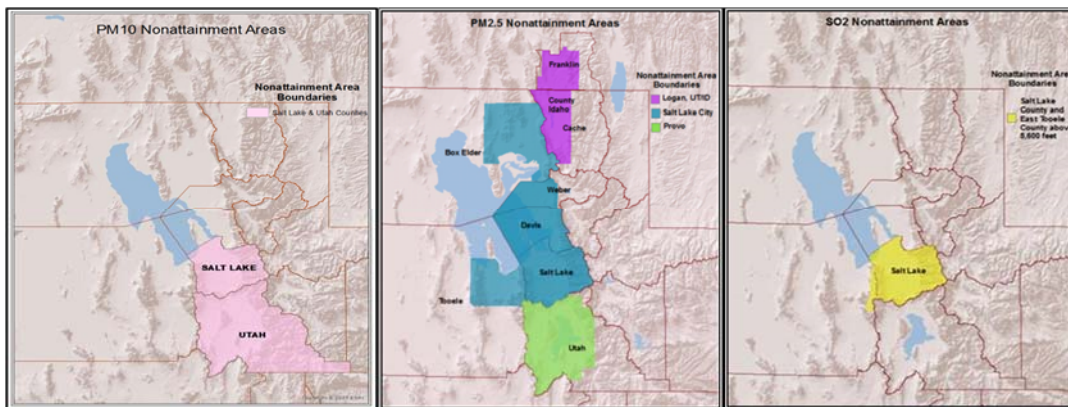 PM10 Nonattainment Areas
Nonattainment Area
Boundaries
Salt Lake & Utah Counties
SALT LAKE
UTAH
PM2.5 Nonattainment Areas
Nonattainment Area
Boundaries
Logan, UT/ID
Salt Lake City
Provo
Franklin
County
Idaho
Cache
Box Elder
Weber
Davis
Salt Lake
Tooele
Utah
SO2 Nonattainment Areas
Nonattainment Area
Boundaries
Salt Lake
County and
East Tooele
County above
5,600 feet
Salt Lake